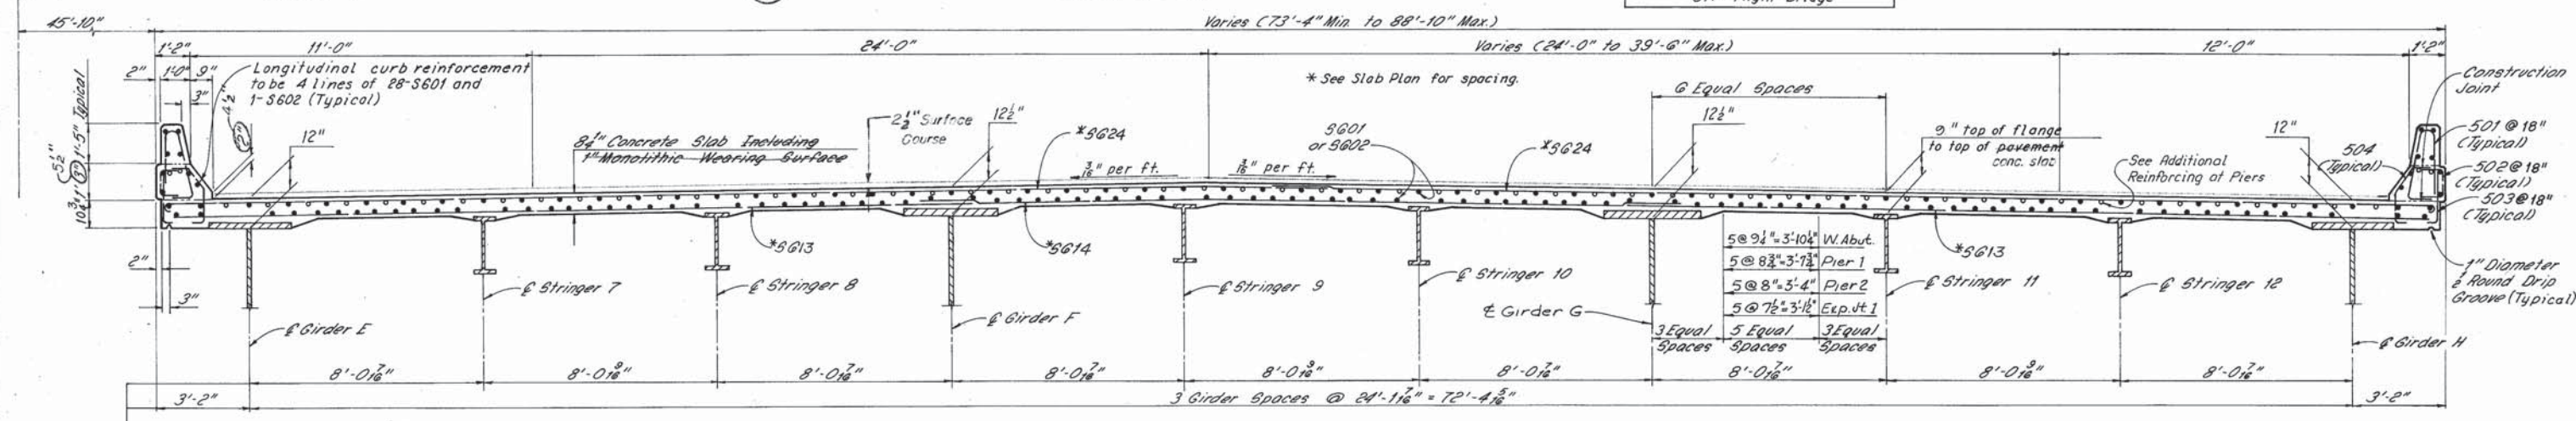 Off Flight Bridge
45'-10"
Varies (73'-4" Min. to 88'-10" Max.)
1'-2"
11'-0"
24'-0"
Varies (24'-0" to 39'-6" Max.)
12'-0"
1'-2"
2"
1'-0"
9"
3"
4½"
(2")
Longitudinal curb reinforcement
to be 4 lines of 28-S601 and
1-S602 (Typical)
* See Slab Plan for spacing.
6 Equal Spaces
Construction
Joint
1'-5" Typical
5½"
1" (3")
10¾"
12"
8¼" Concrete Slab Including
1" Monolithic Wearing Surface
2½" Surface
Course
12½"
*S624
3/16" per ft.
3/16" per ft.
S601
or S602
*S624
12½"
9" top of flange
to top of pavement
conc. slab
See Additional
Reinforcing at Piers
12"
504
(Typical)
501 @ 18"
(Typical)
502 @ 18"
(Typical)
503 @ 18"
(Typical)
2"
3"
*S613
*S614
*S613
5 @ 9¼" = 3'-10¼" W. Abut.
5 @ 8¾" = 3'-7¾" Pier 1
5 @ 8" = 3'-4" Pier 2
5 @ 7½" = 3'-1½" Exp. Jt. 1
3 Equal
Spaces
5 Equal
Spaces
3 Equal
Spaces
1" Diameter
½ Round Drip
Groove (Typical)
℄ Girder E
℄ Stringer 7
℄ Stringer 8
℄ Girder F
℄ Stringer 9
℄ Stringer 10
℄ Girder G
℄ Stringer 11
℄ Stringer 12
℄ Girder H
8'-0 7/16"
8'-0 9/16"
8'-0 7/16"
8'-0 7/16"
8'-0 9/16"
8'-0 7/16"
8'-0 7/16"
8'-0 9/16"
8'-0 7/16"
3'-2"
3 Girder Spaces @ 24'-1 7/16" = 72'-4 5/16"
3'-2"